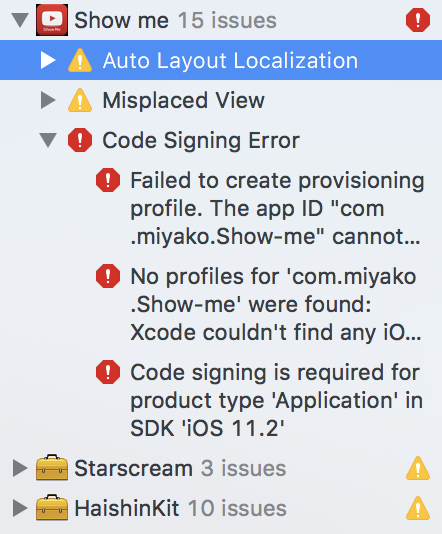 Show me 15 issues
Auto Layout Localization
Misplaced View
Code Signing Error
Failed to create provisioning
profile. The app ID "com
.miyako.Show-me" cannot...
No profiles for 'com.miyako
.Show-me' were found:
Xcode couldn't find any iO...
Code signing is required for
product type 'Application' in
SDK 'iOS 11.2'
Starscream 3 issues
HaishinKit 10 issues